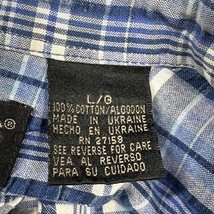 L/G
100% COTTON/ALGODON
MADE IN UKRAINE
HECHO EN UKRAINE
RN 27158
SEE REVERSE FOR CARE
VEA AL REVERSO
PARA SU CUIDADO